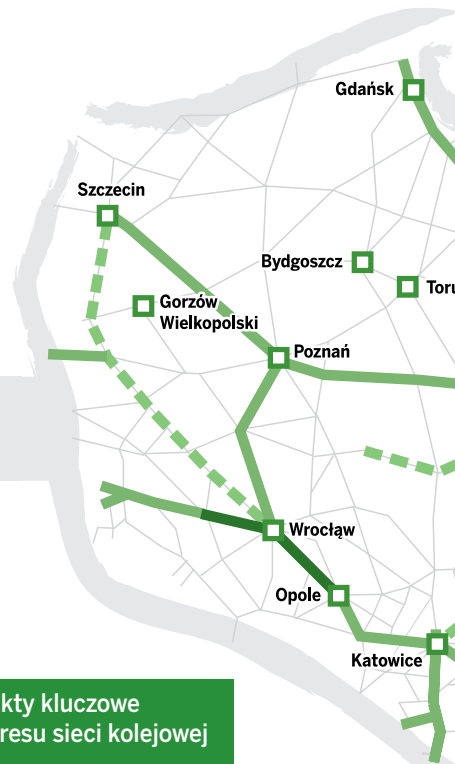 Gdańsk
Szczecin
Bydgoszcz
Toru
Gorzów
Wielkopolski
Poznań
Wrocław
Opole
Katowice
kty kluczowe
resu sieci kolejowej